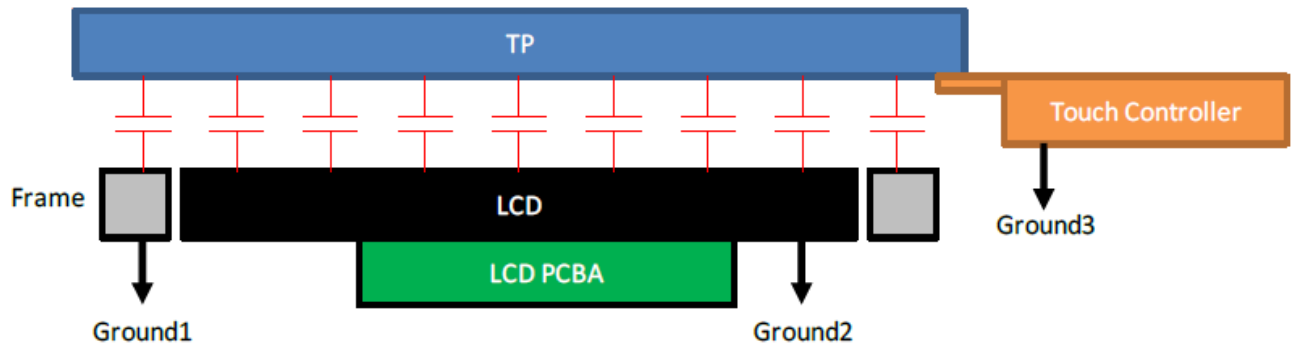 TP
Touch Controller
Frame
LCD
Ground3
LCD PCBA
Ground1
Ground2